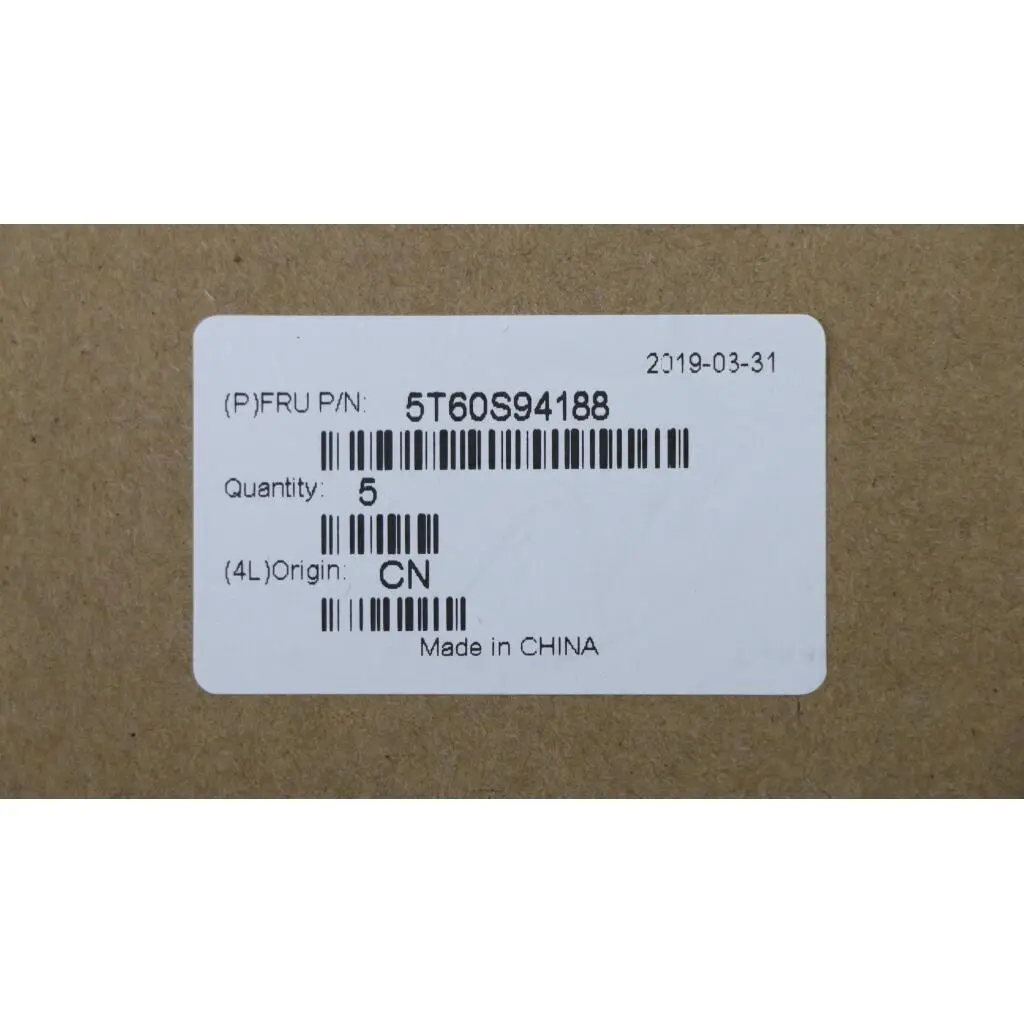 2019-03-31
(P)FRU P/N: 5T60S94188
Quantity: 5
(4L)Origin: CN
Made in CHINA